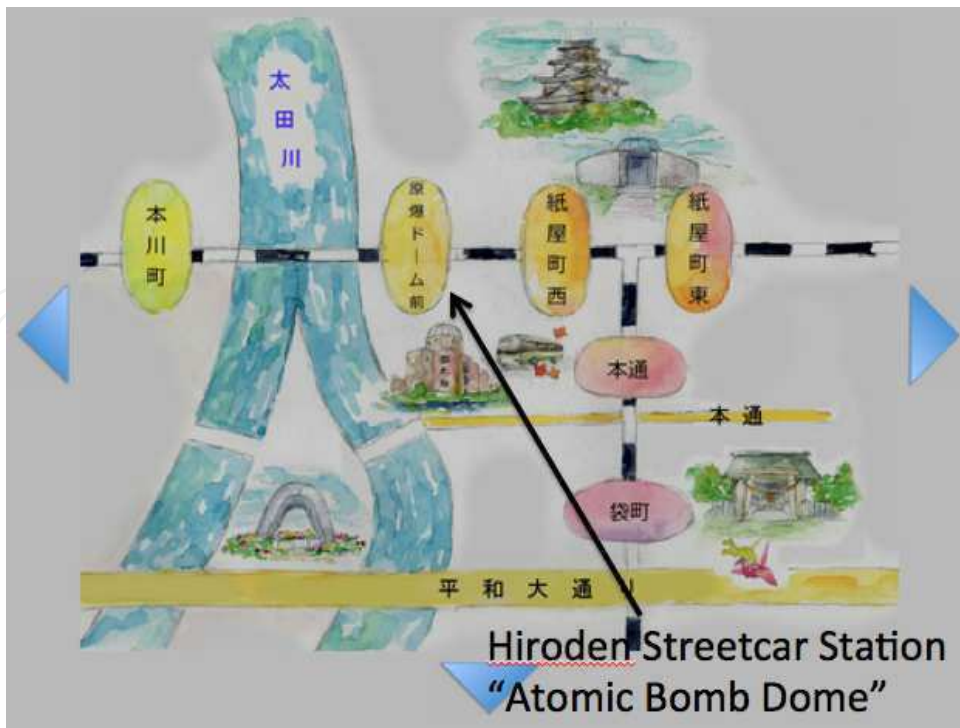 太田川
本川町
原爆ドーム前
紙屋町西
紙屋町東
本通
本通
袋町
平和大通り
Hiroden Streetcar Station
“Atomic Bomb Dome”